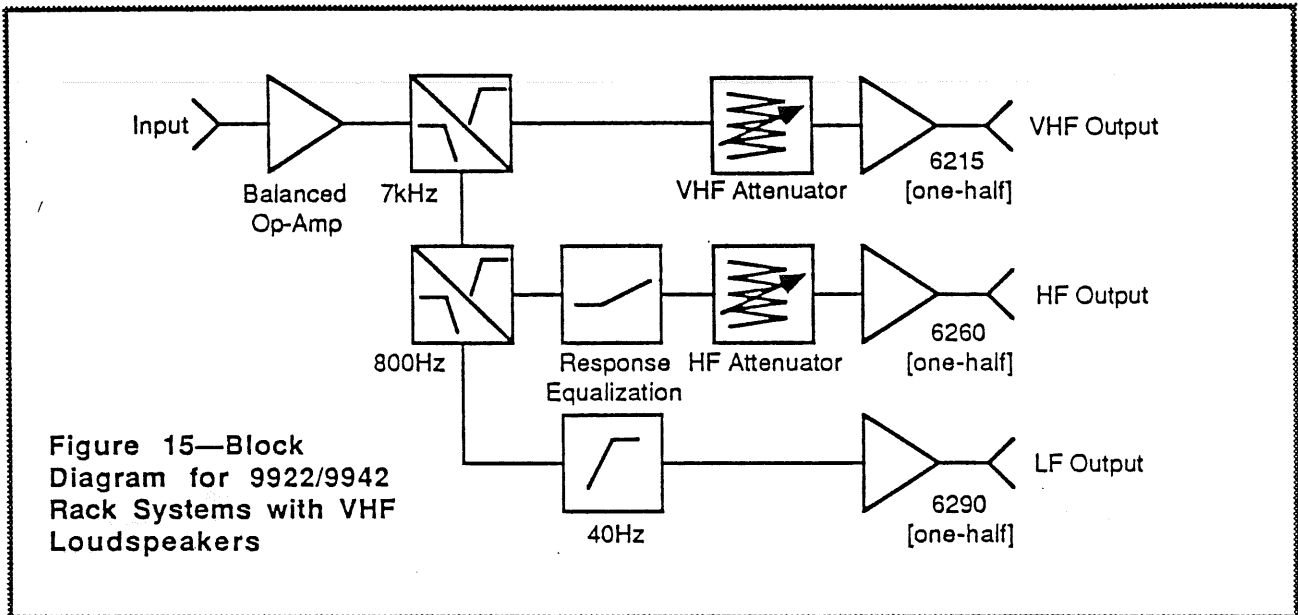 Input
Balanced
Op-Amp
7kHz
VHF Attenuator
6215
[one-half]
VHF Output
800Hz
Response
Equalization
HF Attenuator
6260
[one-half]
HF Output
40Hz
6290
[one-half]
LF Output
Figure 15—Block
Diagram for 9922/9942
Rack Systems with VHF
Loudspeakers